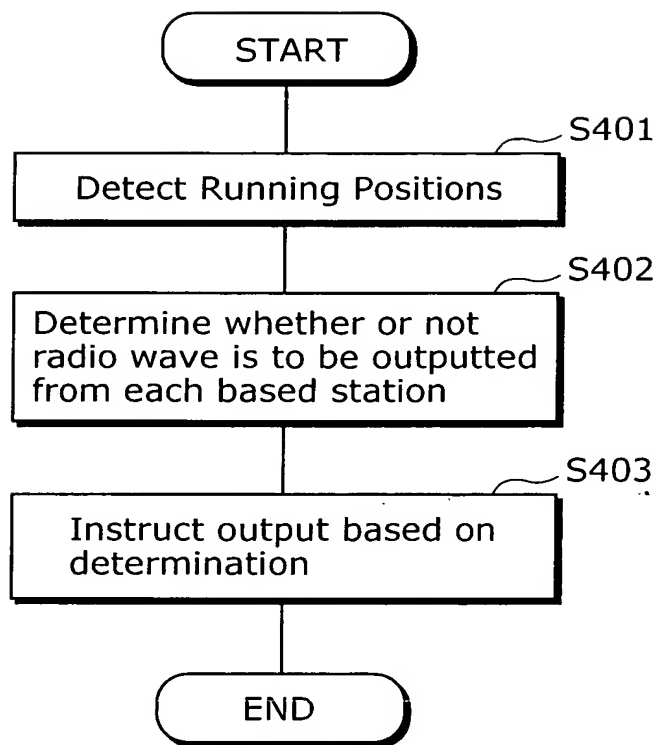 START
S401
Detect Running Positions
S402
Determine whether or not
radio wave is to be outputted
from each based station
S403
Instruct output based on
determination
END